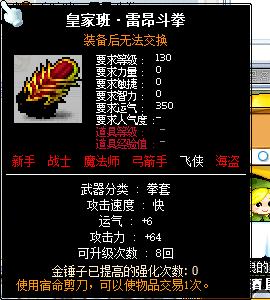 皇家班·雷昂斗拳
装备后无法交换
要求等级： 130
要求力量： 0
要求敏捷： 0
要求智力： 0
要求运气： 350
要求人气度： -
道具等级： -
道具经验值： -
新手 战士 魔法师 弓箭手 飞侠 海盗
武器分类 ： 拳套
攻击速度 ： 快
运气 ： +6
攻击力 ： +64
可升级次数 ： 8回
金锤子已提高的强化次数： 0
使用宿命剪刀，可以使物品交易1次。